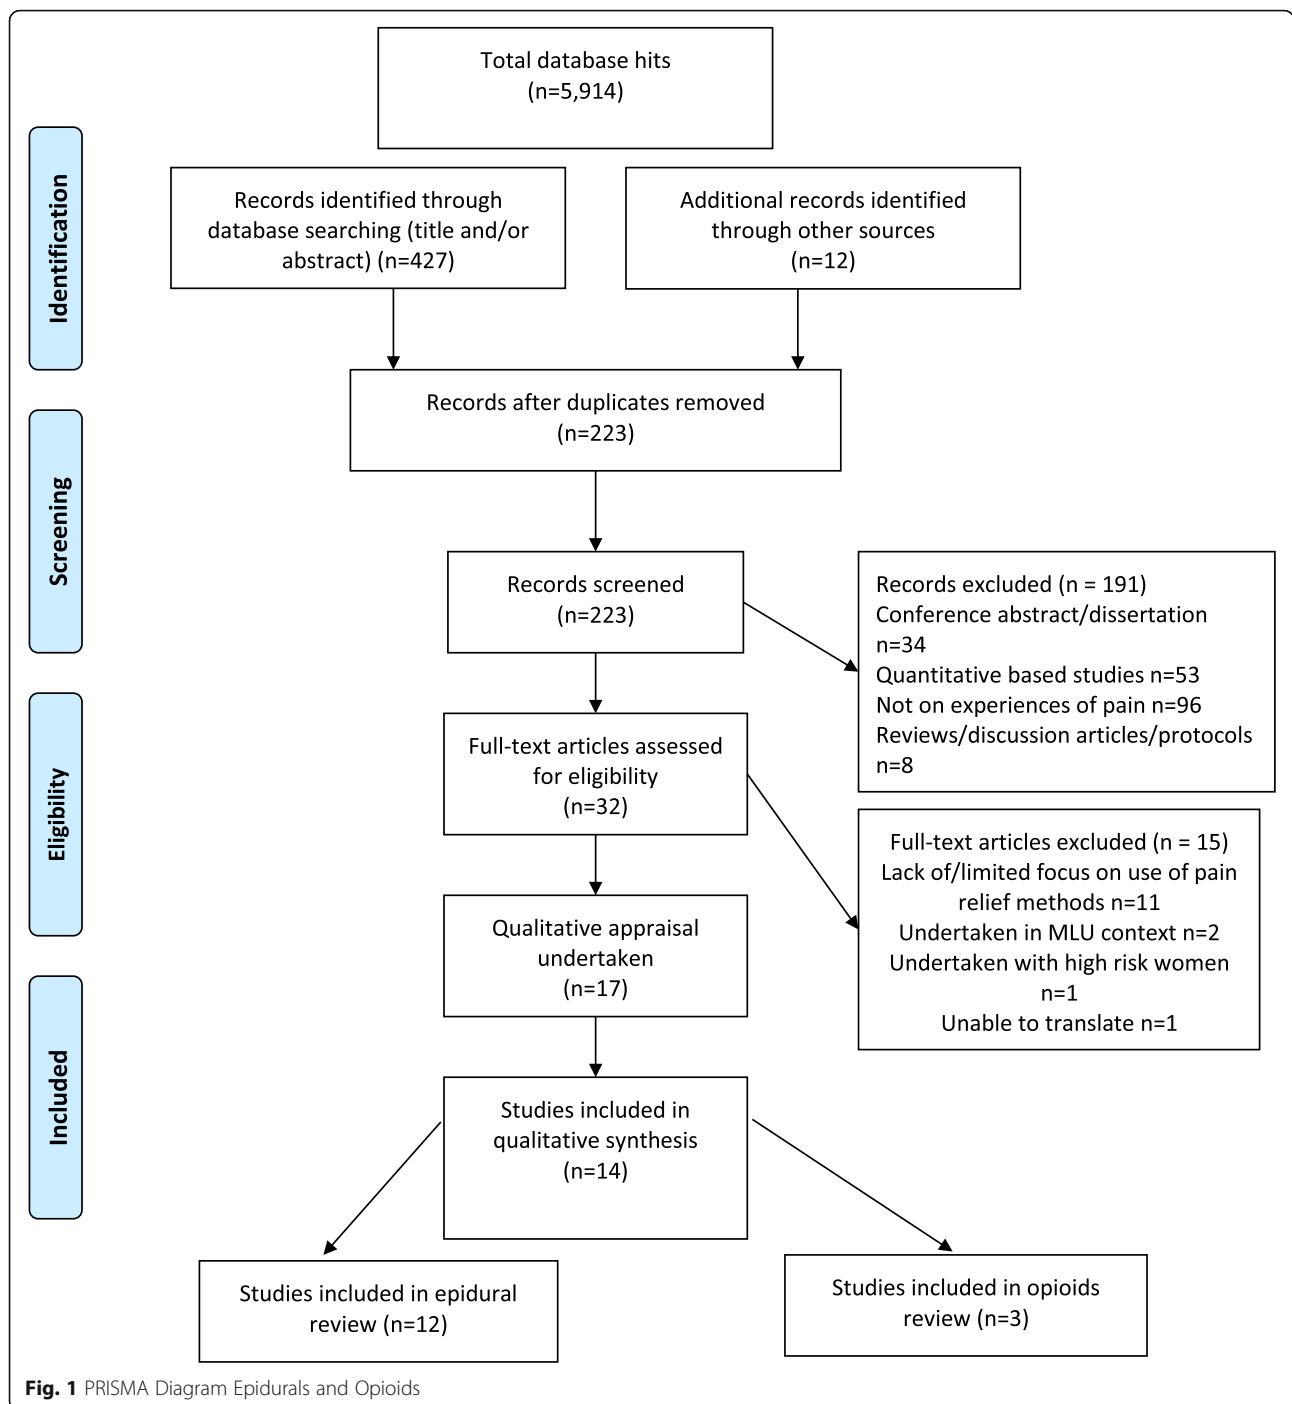 Total database hits
(n=5,914)
Identification
Records identified through
database searching (title and/or
abstract) (n=427)
Additional records identified
through other sources
(n=12)
Records after duplicates removed
(n=223)
Screening
Records screened
(n=223)
Records excluded (n = 191)
Conference abstract/dissertation
n=34
Quantitative based studies n=53
Not on experiences of pain n=96
Reviews/discussion articles/protocols
n=8
Eligibility
Full-text articles assessed
for eligibility
(n=32)
Full-text articles excluded (n = 15)
Lack of/limited focus on use of pain
relief methods n=11
Undertaken in MLU context n=2
Undertaken with high risk women
n=1
Unable to translate n=1
Qualitative appraisal
undertaken
(n=17)
Included
Studies included in
qualitative synthesis
(n=14)
Studies included in epidural
review (n=12)
Studies included in opioids
review (n=3)
Fig. 1 PRISMA Diagram Epidurals and Opioids